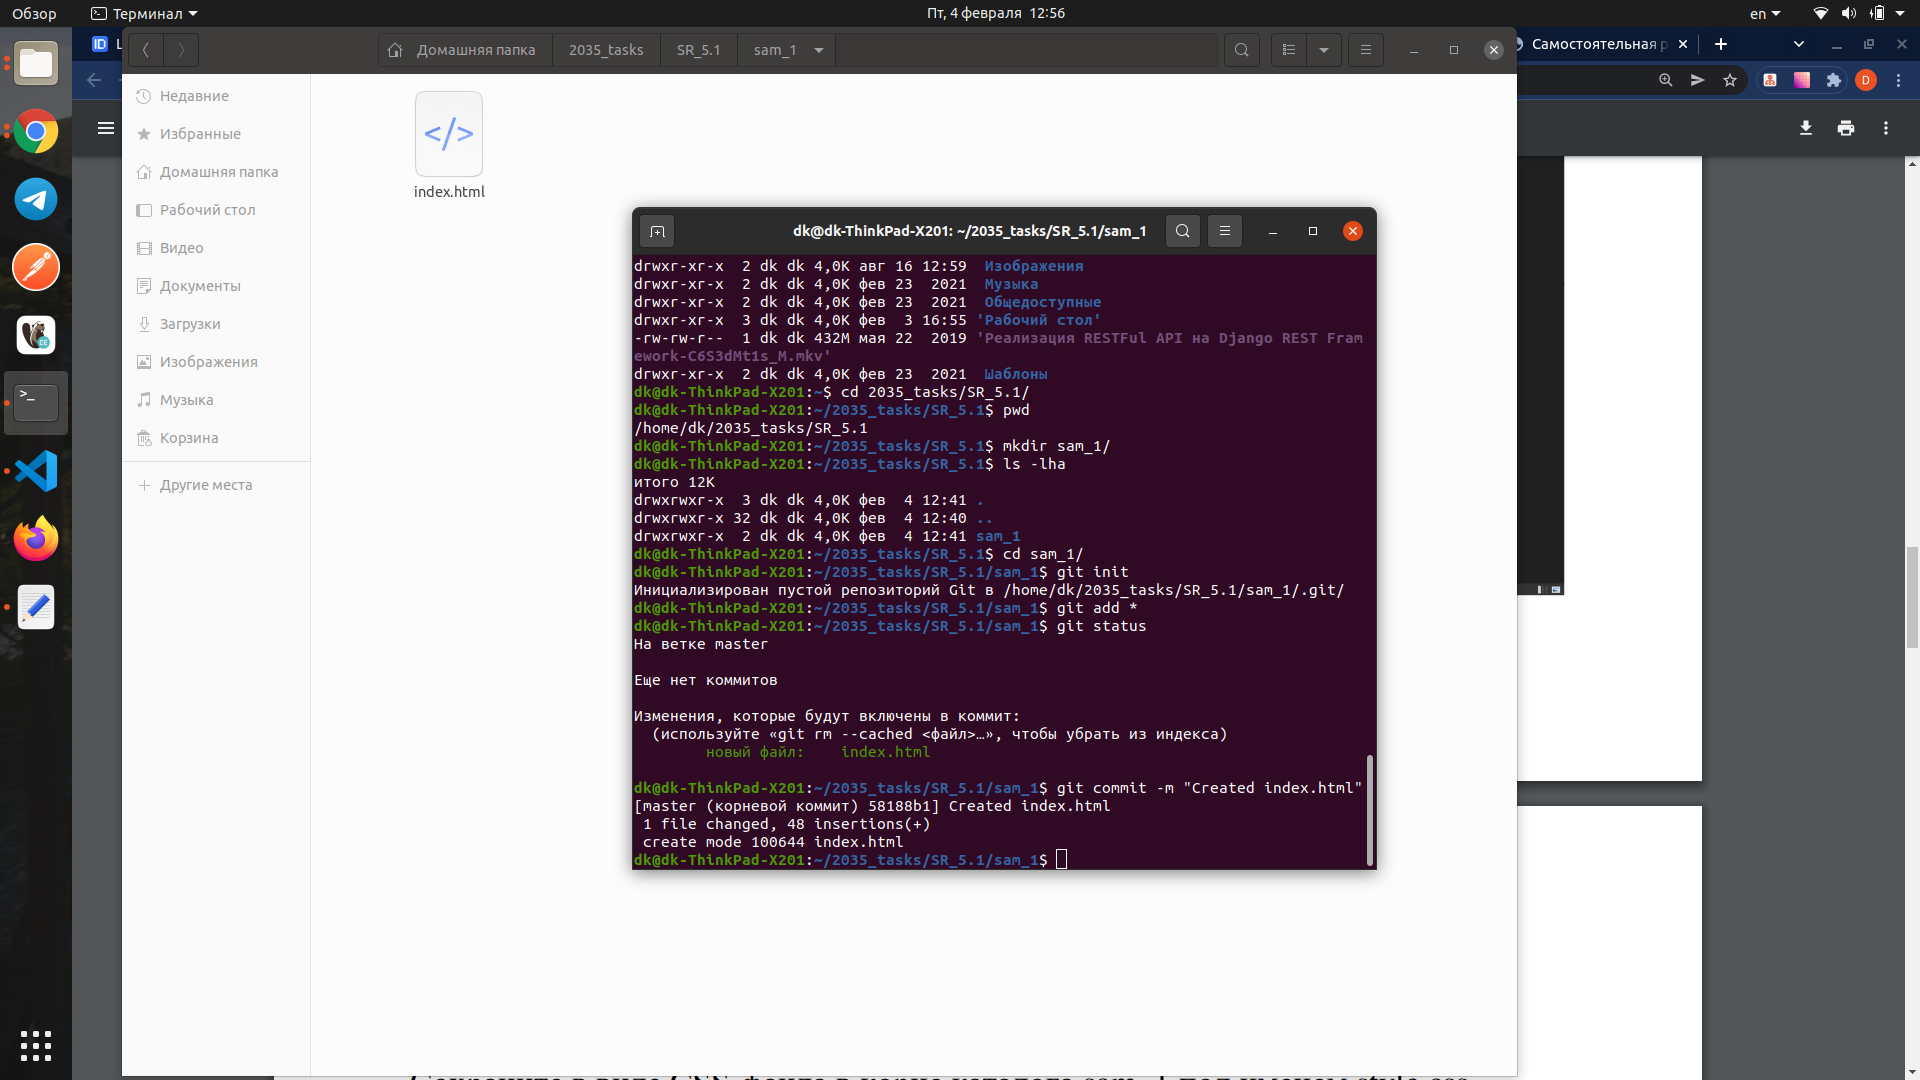 Обзор
Терминал
Пт, 4 февраля 12:56
en
ID
Домашняя папка
2035_tasks
SR_5.1
sam_1
Самостоятельная
D
Недавние
Избранные
Домашняя папка
Рабочий стол
Видео
Документы
Загрузки
Изображения
Музыка
Корзина
Другие места
</>
index.html
dk@dk-ThinkPad-X201: ~/2035_tasks/SR_5.1/sam_1
drwxr-xr-x  2 dk dk 4,0K авг 16 12:59  Изображения
drwxr-xr-x  2 dk dk 4,0K фев 23  2021  Музыка
drwxr-xr-x  2 dk dk 4,0K фев 23  2021  Общедоступные
drwxr-xr-x  3 dk dk 4,0K фев  3 16:55 'Рабочий стол'
-rw-rw-r--  1 dk dk 432M мая 22  2019 'Реализация RESTFul API на Django REST Fram
ework-C6S3dMt1s_M.mkv'
drwxr-xr-x  2 dk dk 4,0K фев 23  2021  Шаблоны
dk@dk-ThinkPad-X201:~$ cd 2035_tasks/SR_5.1/
dk@dk-ThinkPad-X201:~/2035_tasks/SR_5.1$ pwd
/home/dk/2035_tasks/SR_5.1
dk@dk-ThinkPad-X201:~/2035_tasks/SR_5.1$ mkdir sam_1/
dk@dk-ThinkPad-X201:~/2035_tasks/SR_5.1$ ls -lha
итого 12K
drwxrwxr-x  3 dk dk 4,0K фев  4 12:41 .
drwxrwxr-x 32 dk dk 4,0K фев  4 12:40 ..
drwxrwxr-x  2 dk dk 4,0K фев  4 12:41 sam_1
dk@dk-ThinkPad-X201:~/2035_tasks/SR_5.1$ cd sam_1/
dk@dk-ThinkPad-X201:~/2035_tasks/SR_5.1/sam_1$ git init
Инициализирован пустой репозиторий Git в /home/dk/2035_tasks/SR_5.1/sam_1/.git/
dk@dk-ThinkPad-X201:~/2035_tasks/SR_5.1/sam_1$ git add *
dk@dk-ThinkPad-X201:~/2035_tasks/SR_5.1/sam_1$ git status
На ветке master
Еще нет коммитов
Изменения, которые будут включены в коммит:
(используйте «git rm --cached <файл>…», чтобы убрать из индекса)
новый файл:    index.html
dk@dk-ThinkPad-X201:~/2035_tasks/SR_5.1/sam_1$ git commit -m "Created index.html"
[master (корневой коммит) 58188b1] Created index.html
1 file changed, 48 insertions(+)
create mode 100644 index.html
dk@dk-ThinkPad-X201:~/2035_tasks/SR_5.1/sam_1$